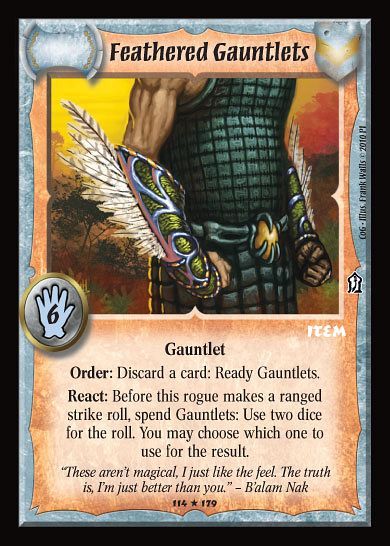 Feathered Gauntlets
C06 - Illus. Frank Walls © 2010 PI
6
ITEM
Gauntlet
Order: Discard a card: Ready Gauntlets.
React: Before this rogue makes a ranged
strike roll, spend Gauntlets: Use two dice
for the roll. You may choose which one to
use for the result.
“These aren’t magical, I just like the feel. The truth
is, I’m just better than you.” – B’alam Nak
114 ★ 179